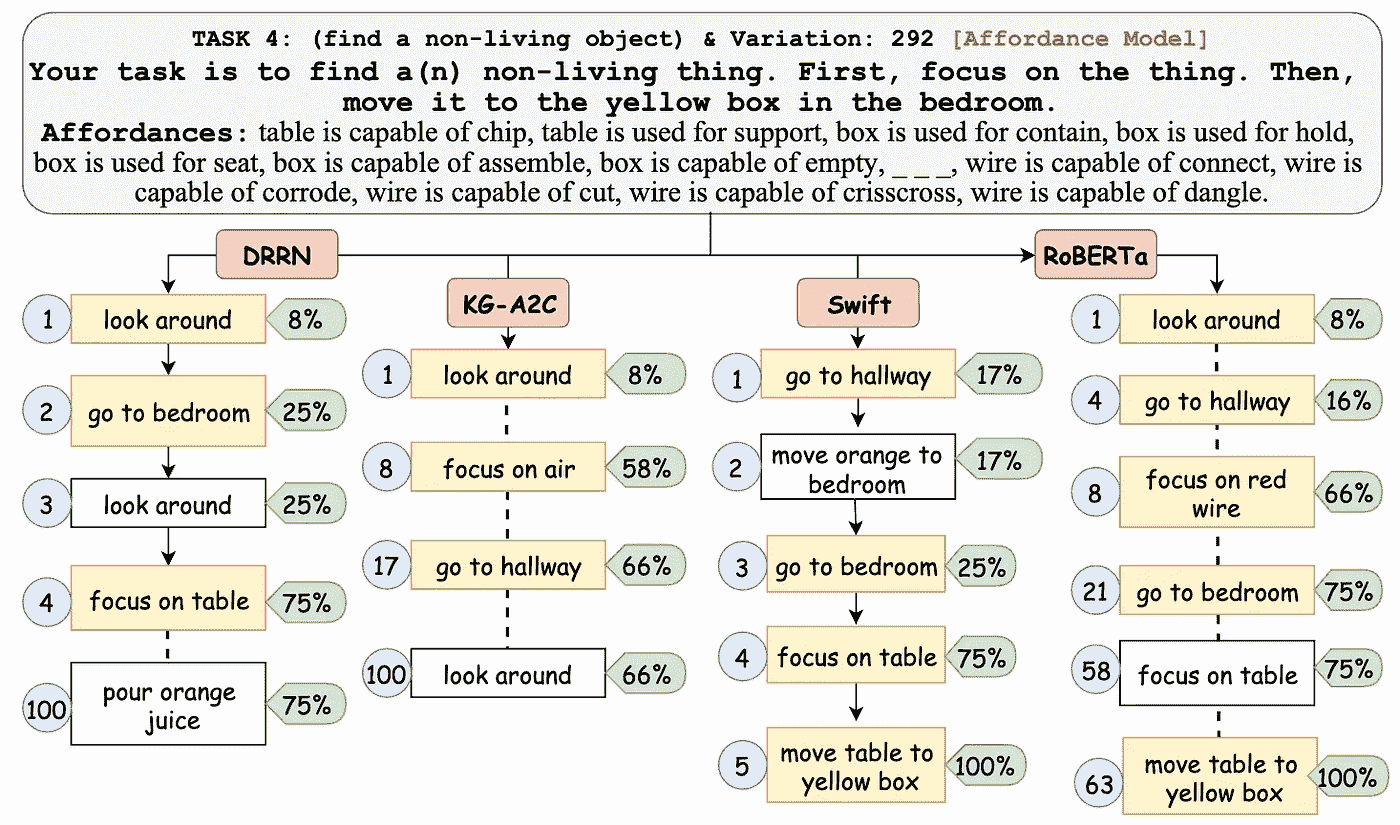 TASK 4: (find a non-living object) & Variation: 292 [Affordance Model]
Your task is to find a(n) non-living thing. First, focus on the thing. Then,
move it to the yellow box in the bedroom.
Affordances: table is capable of chip, table is used for support, box is used for contain, box is used for hold,
box is used for seat, box is capable of assemble, box is capable of empty, _ _ _, wire is capable of connect, wire is
capable of corrode, wire is capable of cut, wire is capable of crisscross, wire is capable of dangle.
DRRN
1 look around 8%
2 go to bedroom 25%
3 look around 25%
4 focus on table 75%
100 pour orange
juice 75%
KG-A2C
1 look around 8%
8 focus on air 58%
17 go to hallway 66%
100 look around 66%
Swift
1 go to hallway 17%
2 move orange to
bedroom 17%
3 go to bedroom 25%
4 focus on table 75%
5 move table to
yellow box 100%
RoBERTa
1 look around 8%
4 go to hallway 16%
8 focus on red
wire 66%
21 go to bedroom 75%
58 focus on table 75%
63 move table to
yellow box 100%